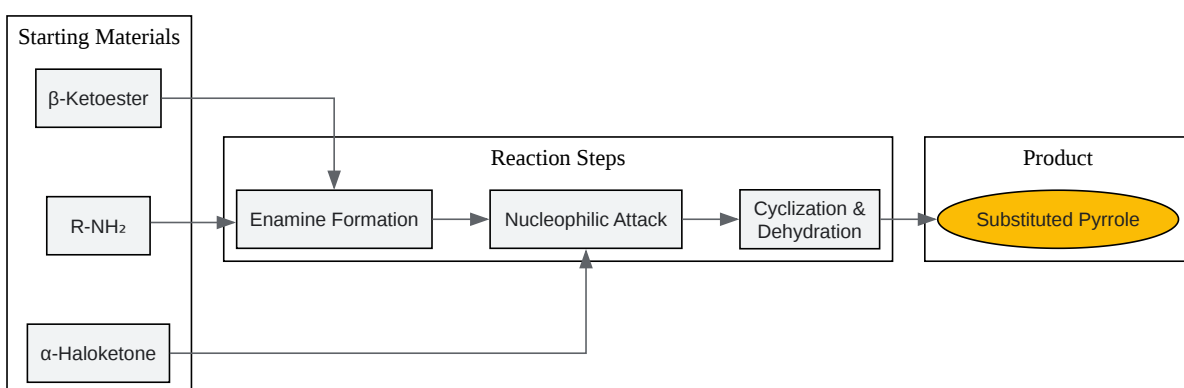 Starting Materials
β-Ketoester
R-NH₂
α-Haloketone
Reaction Steps
Enamine Formation
Nucleophilic Attack
Cyclization &
Dehydration
Product
Substituted Pyrrole